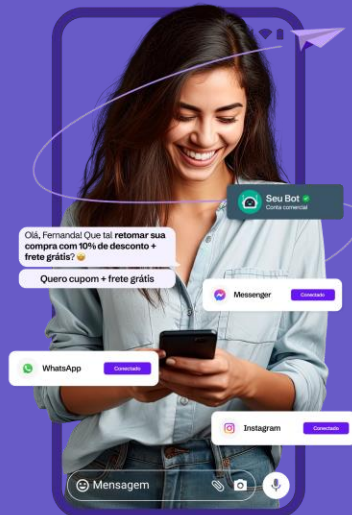 Seu Bot
Conta comercial
Olá, Fernanda! Que tal retomar sua
compra com 10% de desconto +
frete grátis? 🤩
Quero cupom + frete grátis
Messenger
Conectado
WhatsApp
Conectado
Instagram
Conectado
Mensagem